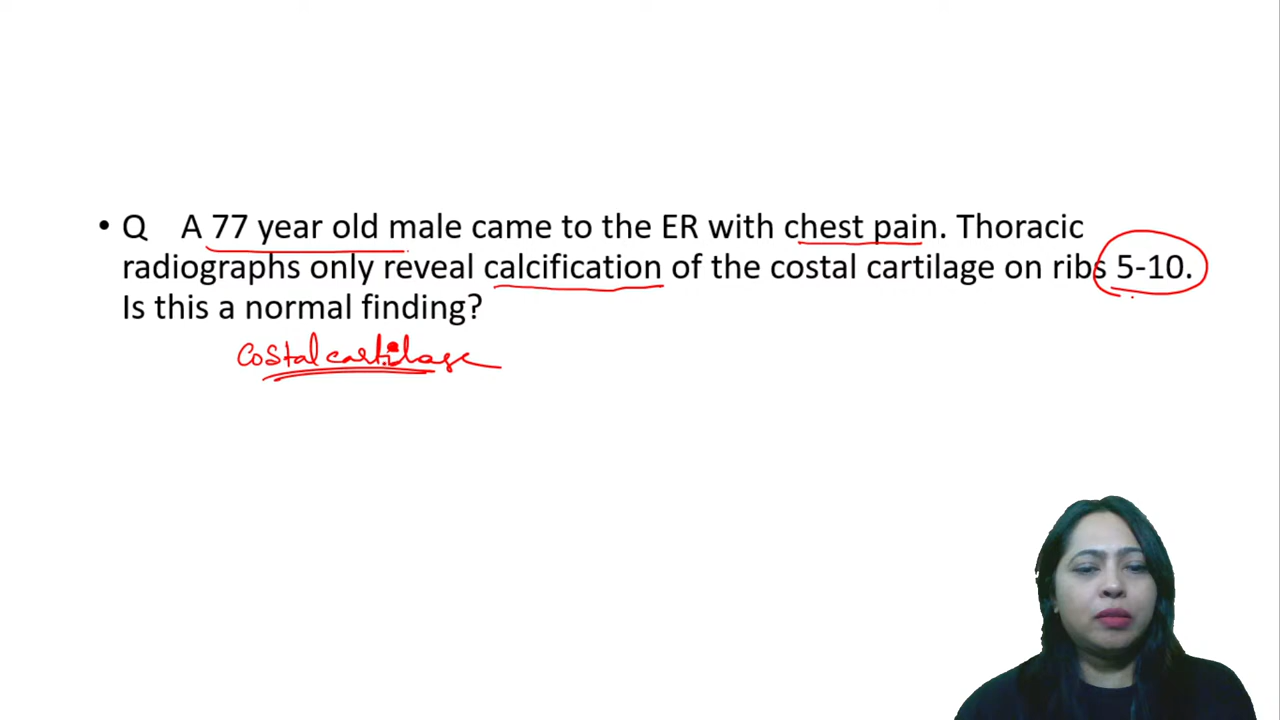 • Q A 77 year old male came to the ER with chest pain. Thoracic
radiographs only reveal calcification of the costal cartilage on ribs 5-10.
Is this a normal finding?
Costal cartilage